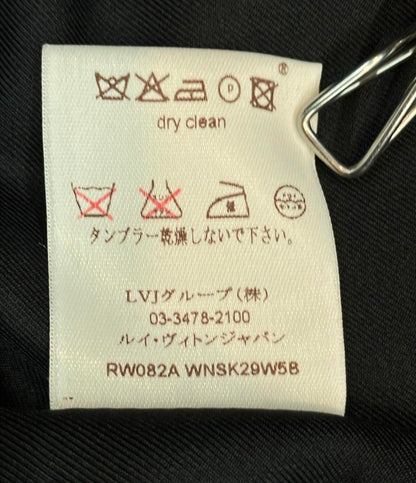 ®
P
dry clean
タンブラー乾燥しないで下さい。
LVJグループ(株)
03-3478-2100
ルイ・ヴィトンジャパン
RW082A WNSK29W5B